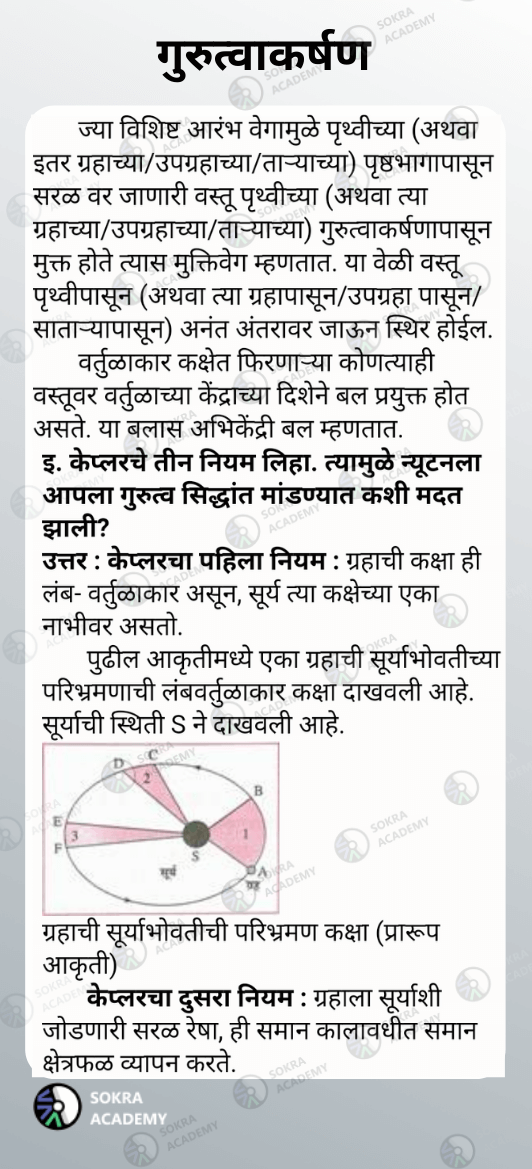 गुरुत्वाकर्षण
ज्या विशिष्ट आरंभ वेगामुळे पृथ्वीच्या (अथवा
इतर ग्रहाच्या/उपग्रहाच्या/ताऱ्याच्या) पृष्ठभागापासून
सरळ वर जाणारी वस्तू पृथ्वीच्या (अथवा त्या
ग्रहाच्या/उपग्रहाच्या/ताऱ्याच्या) गुरुत्वाकर्षणापासून
मुक्त होते त्यास मुक्तिवेग म्हणतात. या वेळी वस्तू
पृथ्वीपासून (अथवा त्या ग्रहापासून/उपग्रहा पासून/
साताऱ्यापासून) अनंत अंतरावर जाऊन स्थिर होईल.
वर्तुळाकार कक्षेत फिरणाऱ्या कोणत्याही
वस्तूवर वर्तुळाच्या केंद्राच्या दिशेने बल प्रयुक्त होत
असते. या बलास अभिकेंद्री बल म्हणतात.
इ. केप्लरचे तीन नियम लिहा. त्यामुळे न्यूटनला
आपला गुरुत्व सिद्धांत मांडण्यात कशी मदत
झाली?
उत्तर : केप्लरचा पहिला नियम : ग्रहाची कक्षा ही
लंब- वर्तुळाकार असून, सूर्य त्या कक्षेच्या एका
नाभीवर असतो.
पुढील आकृतीमध्ये एका ग्रहाची सूर्याभोवतीच्या
परिभ्रमणाची लंबवर्तुळाकार कक्षा दाखवली आहे.
सूर्याची स्थिती S ने दाखवली आहे.
D C
2
B
E
3
1
F
S
सूर्य
A
ग्रह
ग्रहाची सूर्याभोवतीची परिभ्रमण कक्षा (प्रारूप
आकृती)
केप्लरचा दुसरा नियम : ग्रहाला सूर्याशी
जोडणारी सरळ रेषा, ही समान कालावधीत समान
क्षेत्रफळ व्यापन करते.
SOKRA
ACADEMY